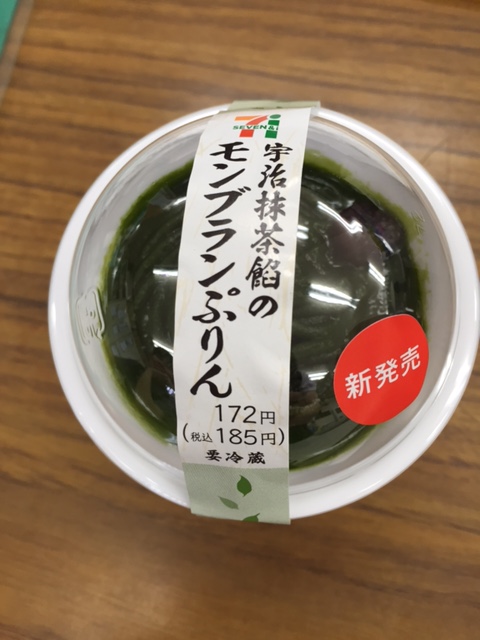 SEVEN&i
宇治抹茶餡の
モンブランぷりん
172円
(税込185円)
要冷蔵
新発売